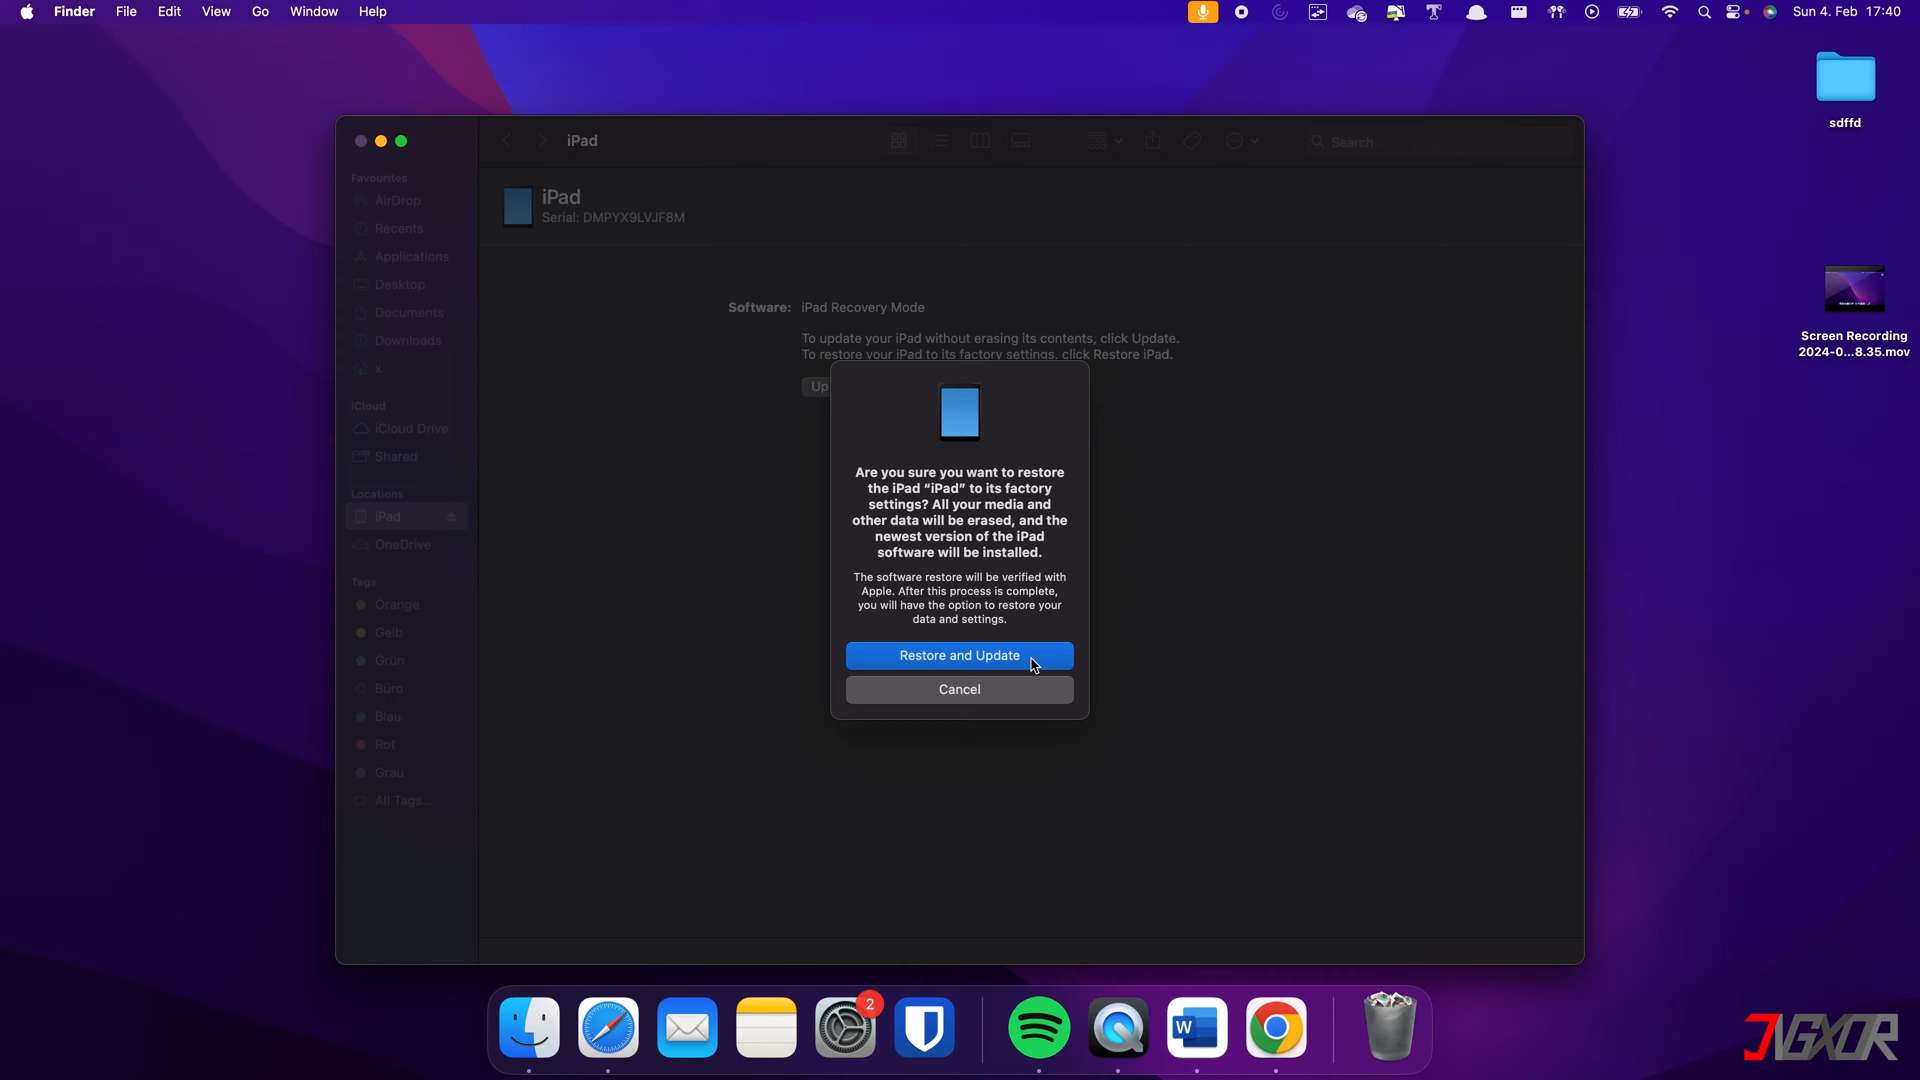 Finder File Edit View Go Window Help
Sun 4. Feb 17:40
sdffd
Screen Recording
2024-0...8.35.mov
iPad
Search
Favourites
AirDrop
Recents
Applications
Desktop
Documents
Downloads
x
iCloud
iCloud Drive
Shared
Locations
iPad
OneDrive
Tags
Orange
Gelb
Grün
Büro
Blau
Rot
Grau
All Tags...
iPad
Serial: DMPYX9LVJF8M
Software: iPad Recovery Mode
To update your iPad without erasing its contents, click Update.
To restore your iPad to its factory settings, click Restore iPad.
Up
Are you sure you want to restore
the iPad “iPad” to its factory
settings? All your media and
other data will be erased, and the
newest version of the iPad
software will be installed.
The software restore will be verified with
Apple. After this process is complete,
you will have the option to restore your
data and settings.
Restore and Update
Cancel
2
W
JVGXOR